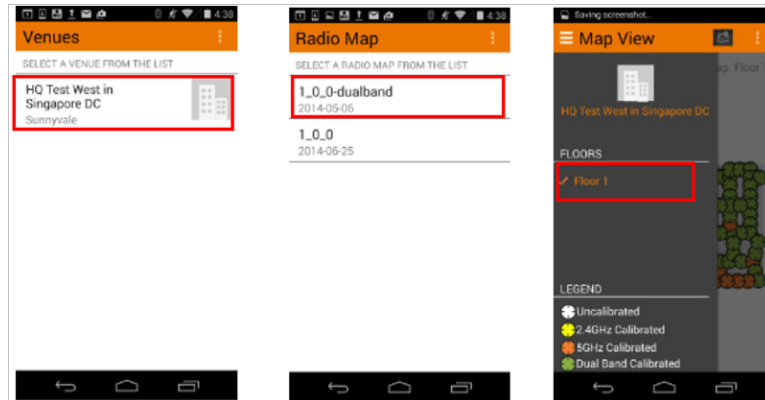 4:38
Venues
SELECT A VENUE FROM THE LIST
HQ Test West in
Singapore DC
Sunnyvale
4:38
Radio Map
SELECT A RADIO MAP FROM THE LIST
1_0_0-dualband
2014-05-06
1_0_0
2014-06-25
Saving screenshot...
Map View
ap: Floor
HQ Test West in Singapore DC
FLOORS
Floor 1
LEGEND
Uncalibrated
2.4GHz Calibrated
5GHz Calibrated
Dual Band Calibrated